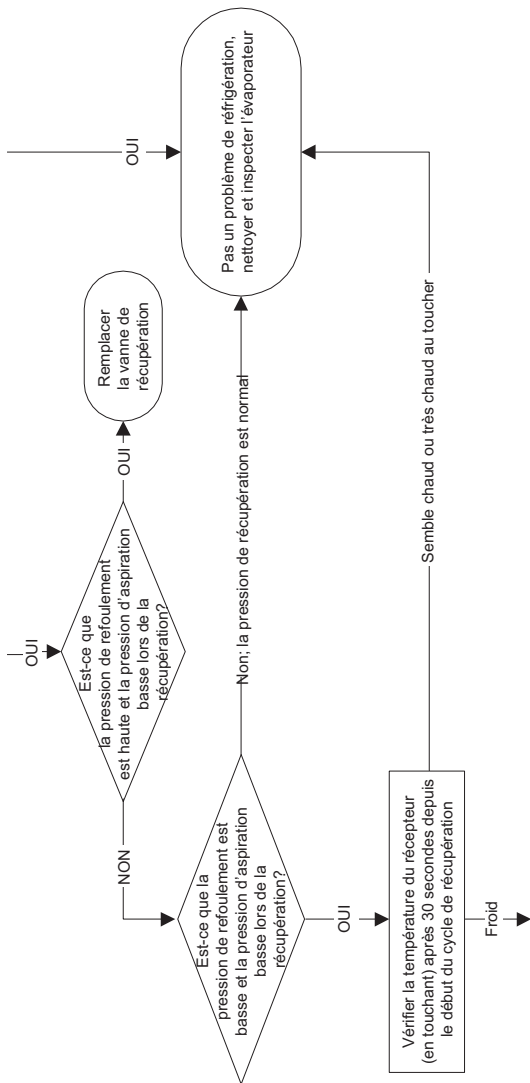 OUI
Est-ce que
la pression de refoulement
est haute et la pression d'aspiration
basse lors de la
récupération?
OUI
Remplacer
la vanne de
récupération
OUI
Pas un problème de réfrigération,
nettoyer et inspecter l'évaporateur
NON
Est-ce que la
pression de refoulement est
basse et la pression d'aspiration
basse lors de la
récupération?
Non; la pression de récupération est normal
OUI
Vérifier la température du récepteur
(en touchant) après 30 secondes depuis
le début du cycle de récupération
Semble chaud ou très chaud au toucher
Froid